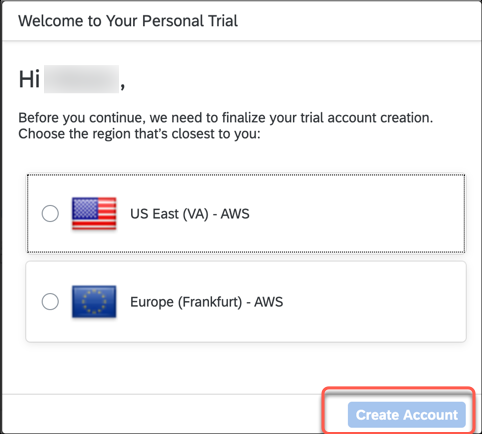 Welcome to Your Personal Trial
Hi ,
Before you continue, we need to finalize your trial account creation.
Choose the region that's closest to you:
US East (VA) - AWS
Europe (Frankfurt) - AWS
Create Account